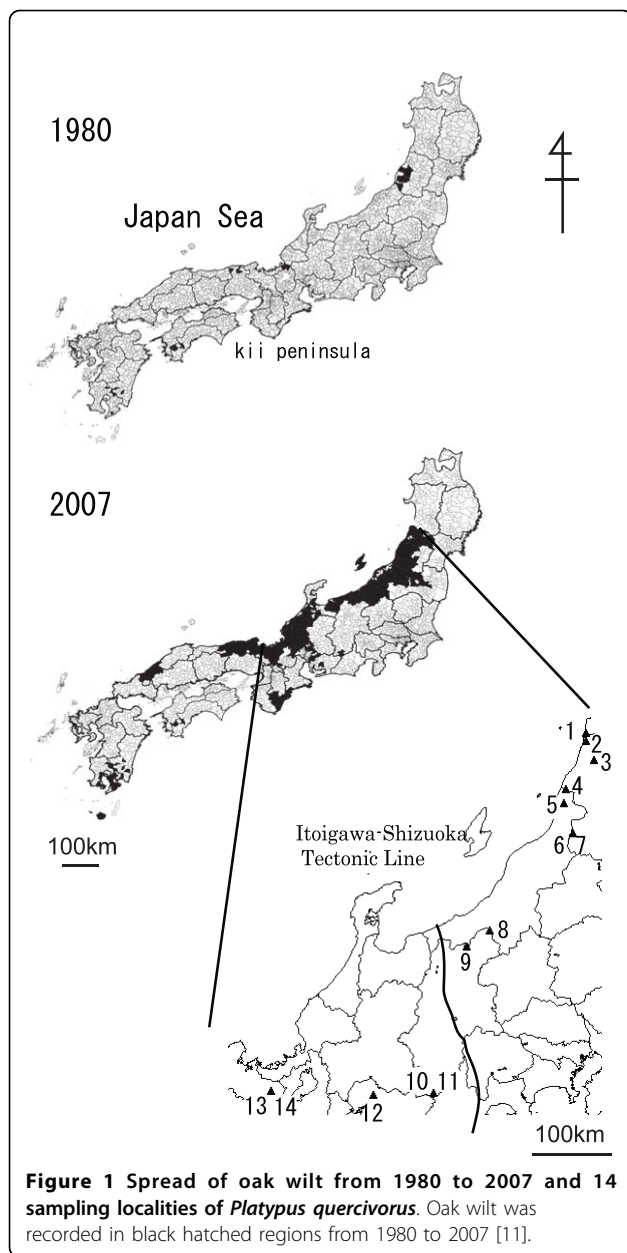 1980
Japan Sea
kii peninsula
2007
100km
1
2
3
4
5
6 7
Itoigawa-Shizuoka
Tectonic Line
8
9
10 11
12
13 14
100km
Figure 1 Spread of oak wilt from 1980 to 2007 and 14
sampling localities of Platypus quercivorus. Oak wilt was
recorded in black hatched regions from 1980 to 2007 [11].